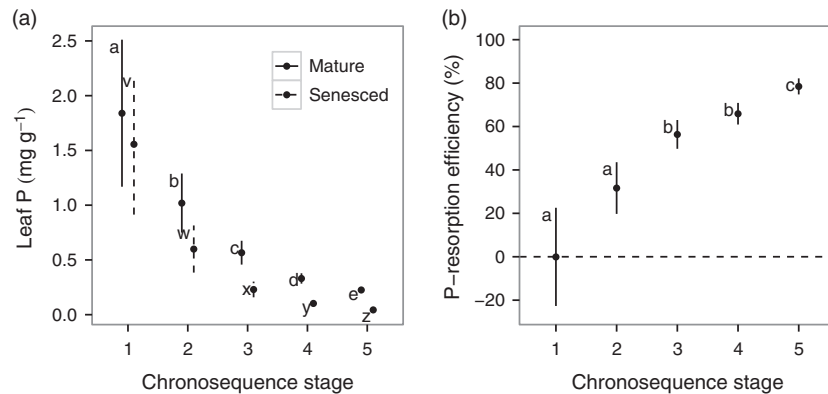 (a)
Leaf P (mg g⁻¹)
2.5
2.0
1.5
1.0
0.5
0.0
a
v
b
w
c
x
d
y
e
z
Mature
Senesced
1 2 3 4 5
Chronosequence stage
(b)
P−resorption efficiency (%)
100
80
60
40
20
0
−20
a
a
b
b
c
1 2 3 4 5
Chronosequence stage